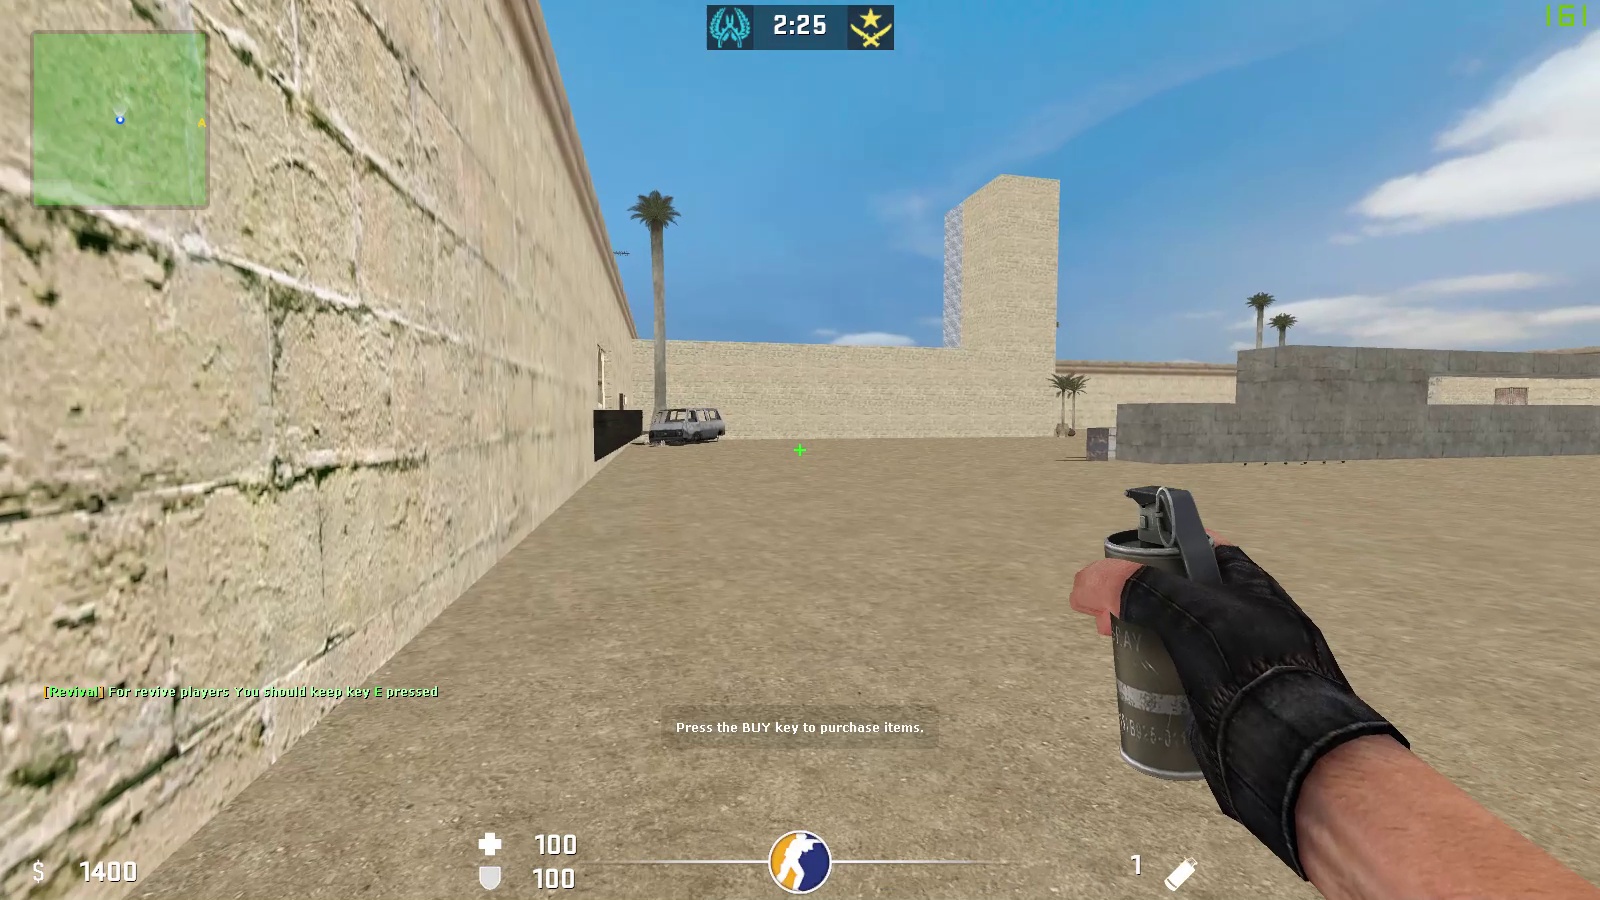 2:25
161
A
[Revival] For revive players You should keep key E pressed
Press the BUY key to purchase items.
$ 1400
100
100
1